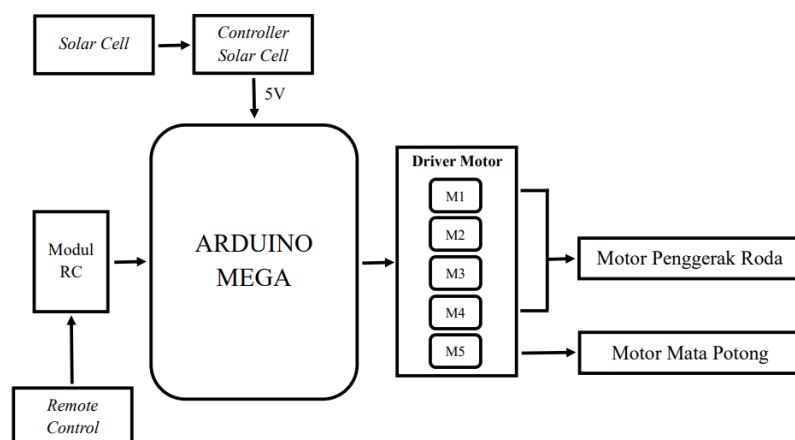 Solar Cell
Controller
Solar Cell
5V
Modul
RC
ARDUINO
MEGA
Driver Motor
M1
M2
M3
M4
M5
Motor Penggerak Roda
Motor Mata Potong
Remote
Control